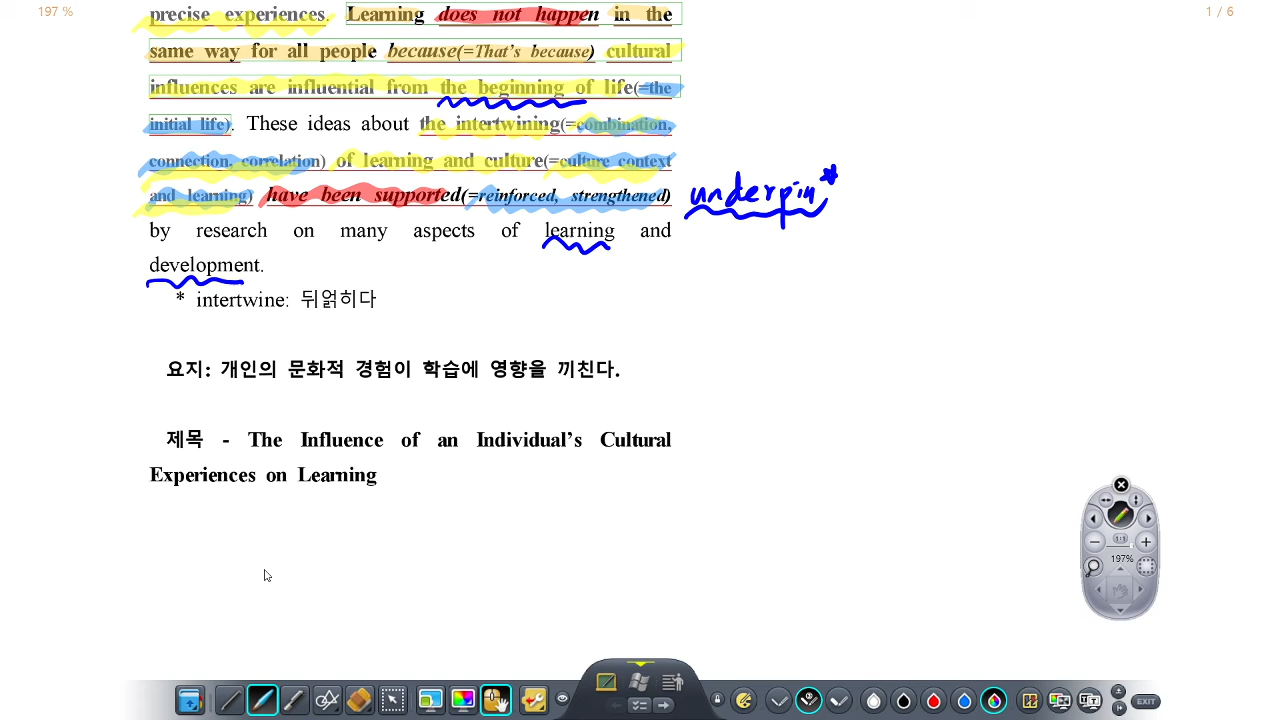 197 %
1 / 6
precise experiences. Learning does not happen in the
same way for all people because(=That's because) cultural
influences are influential from the beginning of life(=the
initial life). These ideas about the intertwining(=combination,
connection, correlation) of learning and culture(=culture context
and learning) have been supported(=reinforced, strengthened)
underpin*
by research on many aspects of learning and
development.
* intertwine: 뒤얽히다
요지: 개인의 문화적 경험이 학습에 영향을 끼친다.
제목 - The Influence of an Individual's Cultural
Experiences on Learning
1:1
197%
EXIT